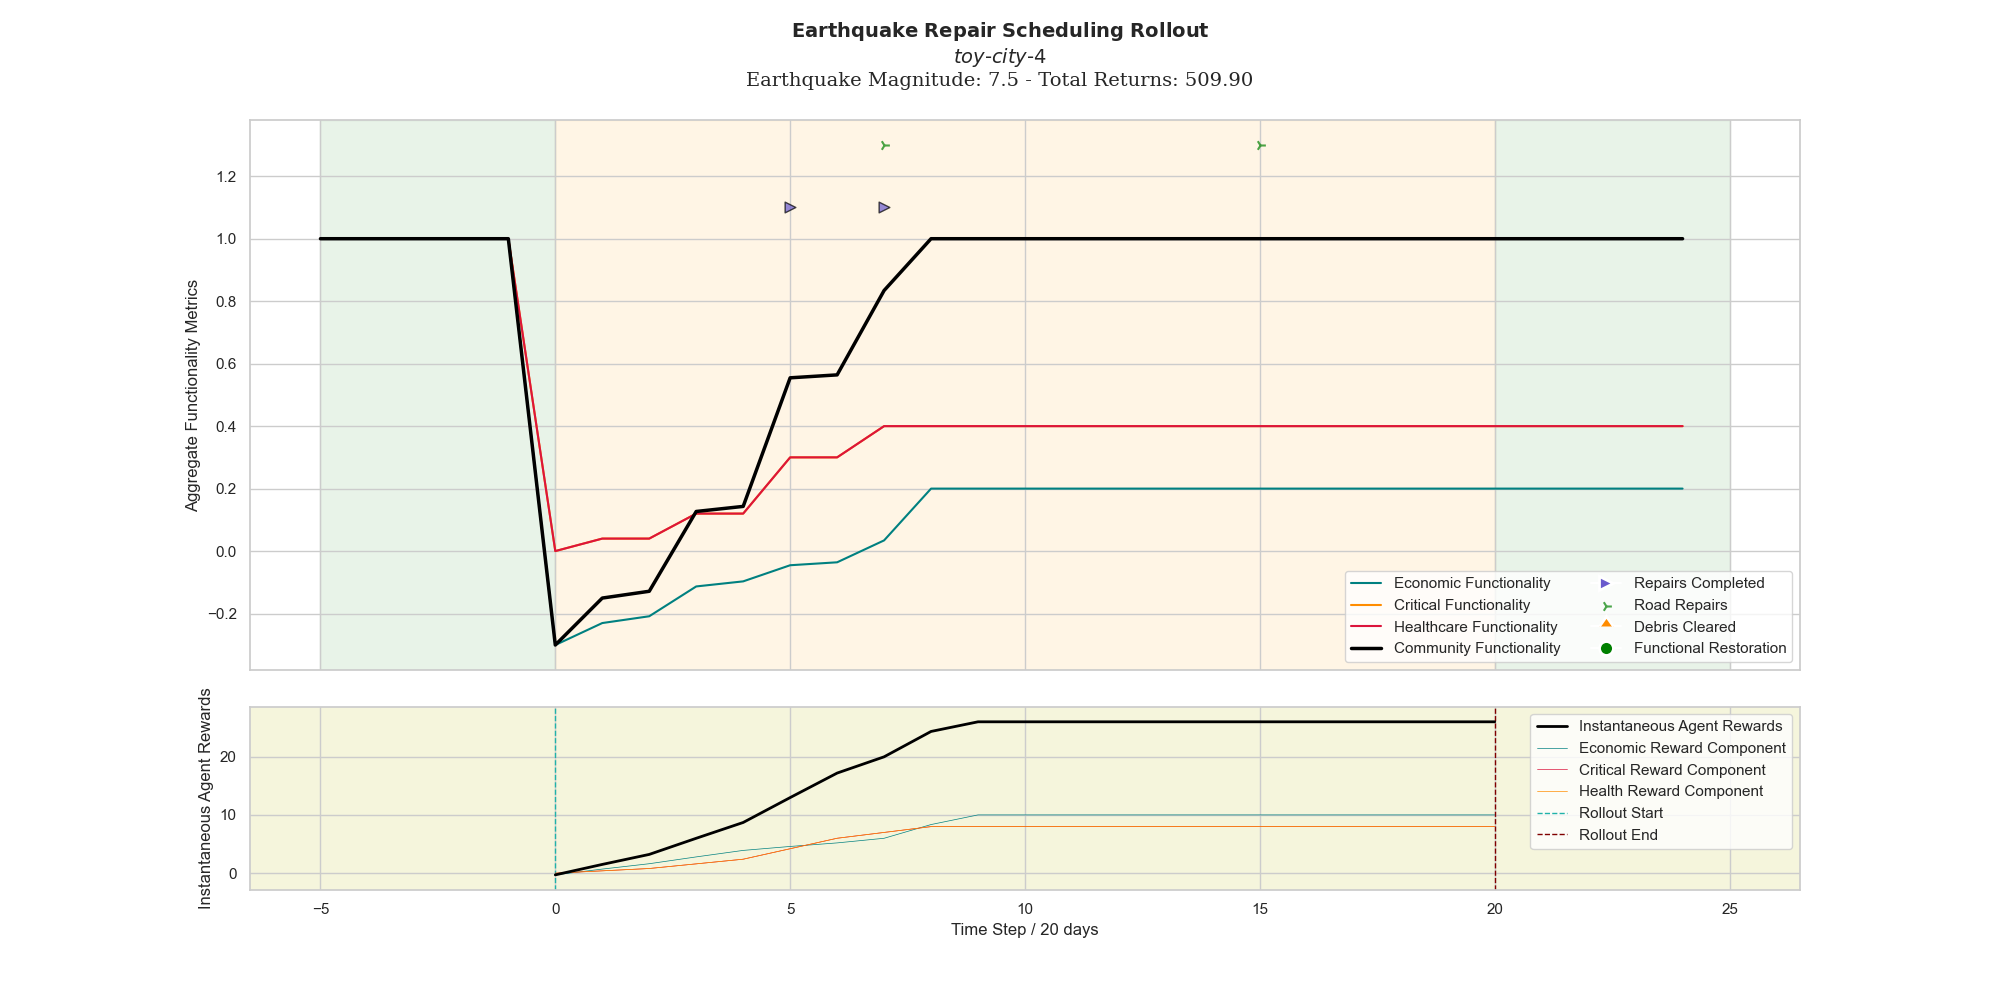 Earthquake Repair Scheduling Rollout
toy-city-4
Earthquake Magnitude: 7.5 - Total Returns: 509.90
Aggregate Functionality Metrics
1.2
1.0
0.8
0.6
0.4
0.2
0.0
−0.2
Economic Functionality
Critical Functionality
Healthcare Functionality
Community Functionality
Repairs Completed
Road Repairs
Debris Cleared
Functional Restoration
Instantaneous Agent Rewards
20
10
0
Instantaneous Agent Rewards
Economic Reward Component
Critical Reward Component
Health Reward Component
Rollout Start
Rollout End
−5 0 5 10 15 20 25
Time Step / 20 days